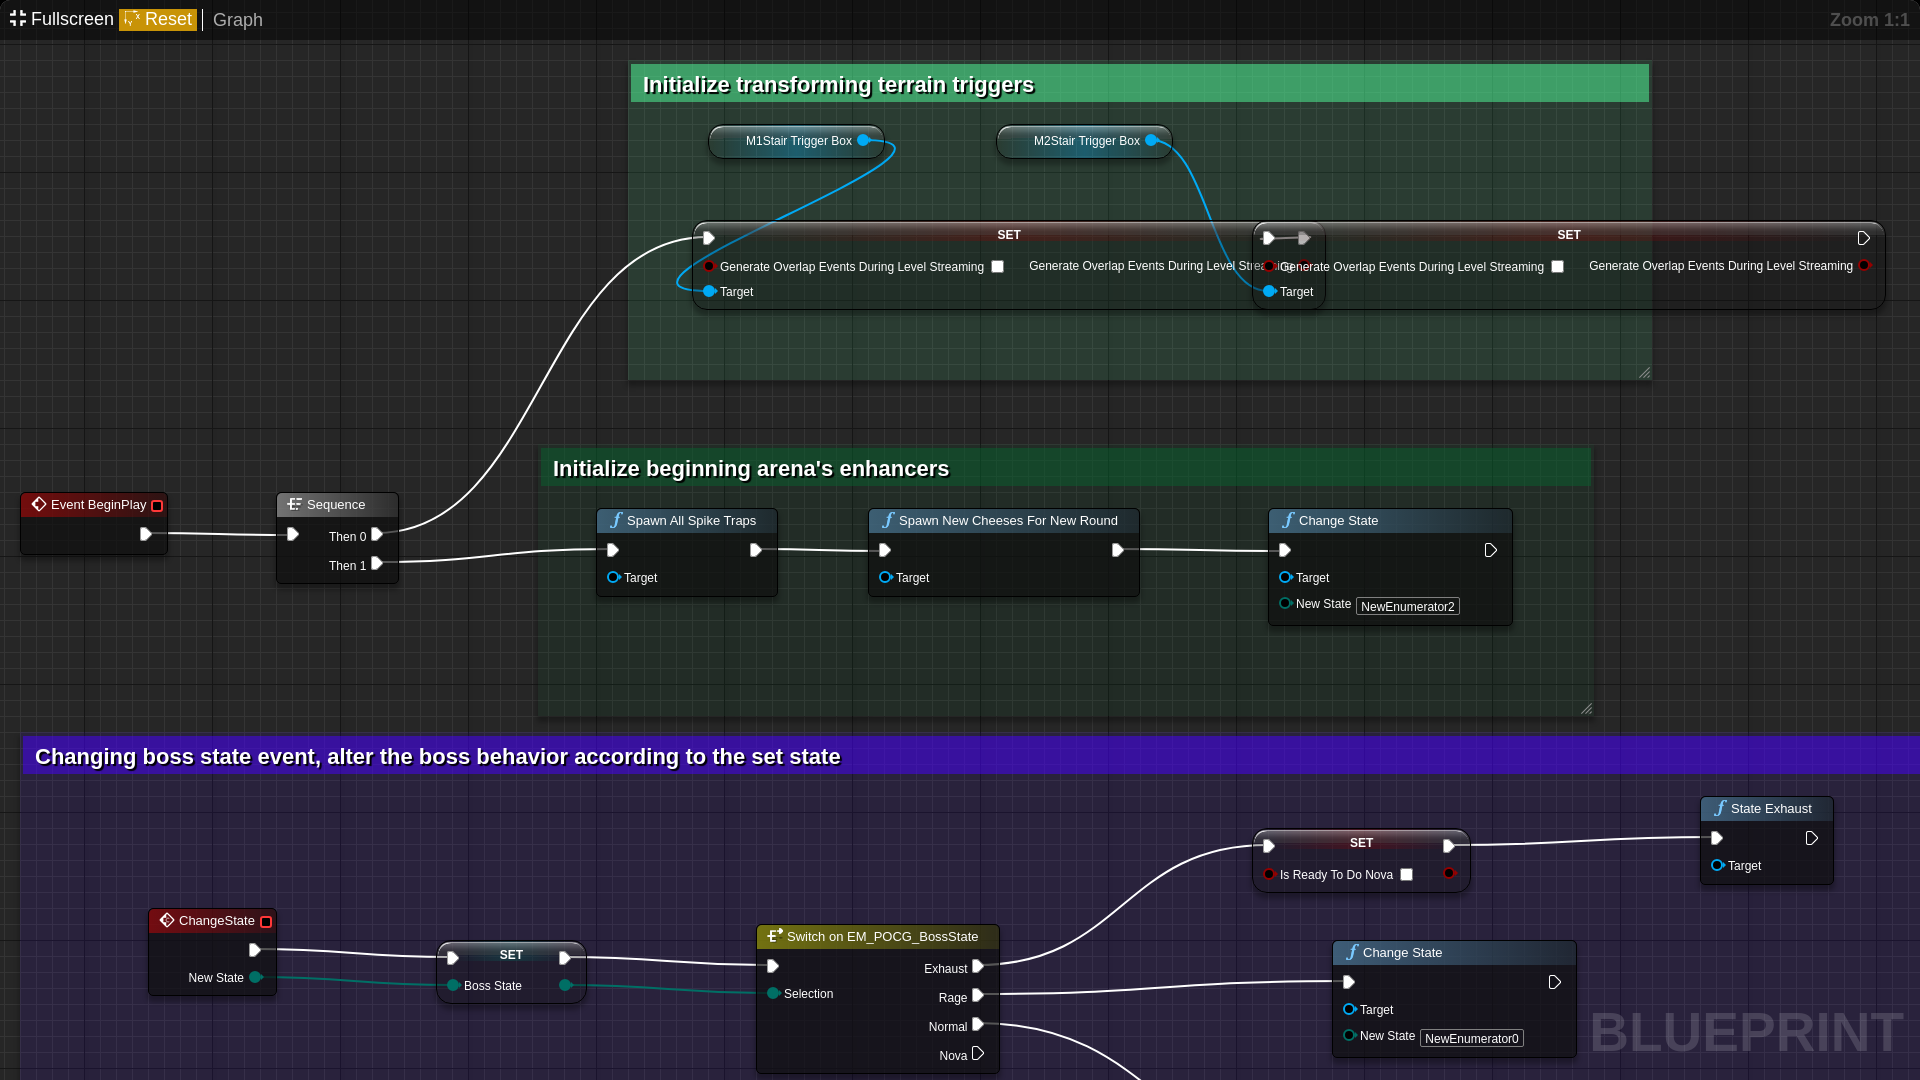 Fullscreen Reset Graph
Zoom 1:1
Initialize transforming terrain triggers
M1Stair Trigger Box
M2Stair Trigger Box
SET
Generate Overlap Events During Level Streaming
Generate Overlap Events During Level
Target
SET
Generate Overlap Events During Level Streaming
Generate Overlap Events During Level Streaming
Target
Initialize beginning arena's enhancers
Event BeginPlay
Sequence
Then 0
Then 1
Spawn All Spike Traps
Target
Spawn New Cheeses For New Round
Target
Change State
Target
New State NewEnumerator2
Changing boss state event, alter the boss behavior according to the set state
State Exhaust
Target
SET
Is Ready To Do Nova
ChangeState
New State
SET
Boss State
Switch on EM_POCG_BossState
Exhaust
Selection
Rage
Normal
Nova
Change State
Target
New State NewEnumerator0
BLUEPRINT